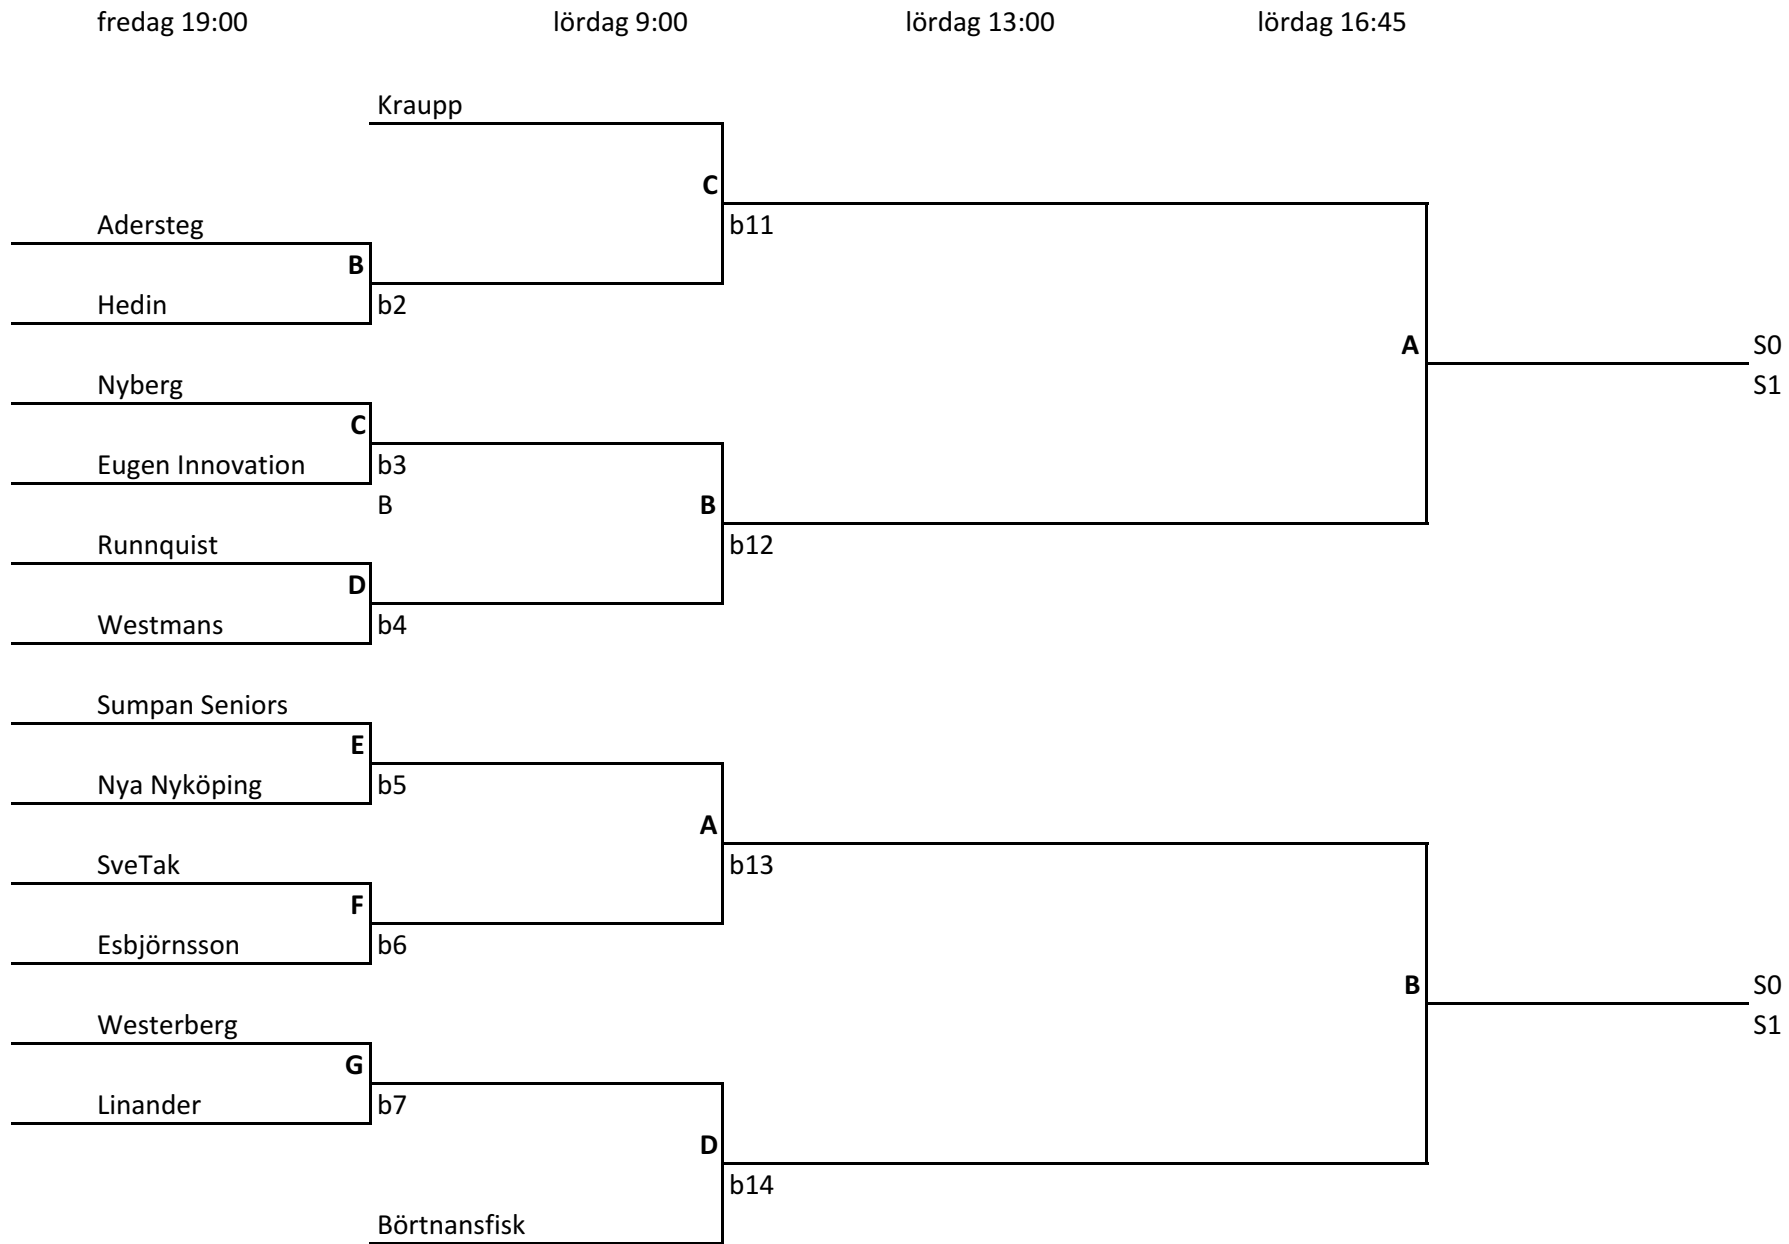 fredag 19:00 lördag 9:00 lördag 13:00 lördag 16:45
Kraupp
C
Adersteg b11
B
Hedin b2
A S0
Nyberg S1
C
Eugen Innovation b3
B B
Runnquist b12
D
Westmans b4
Sumpan Seniors
E
Nya Nyköping b5
A
SveTak b13
F
Esbjörnsson b6
B S0
Westerberg S1
G
Linander b7
D
b14
Börtnansfisk